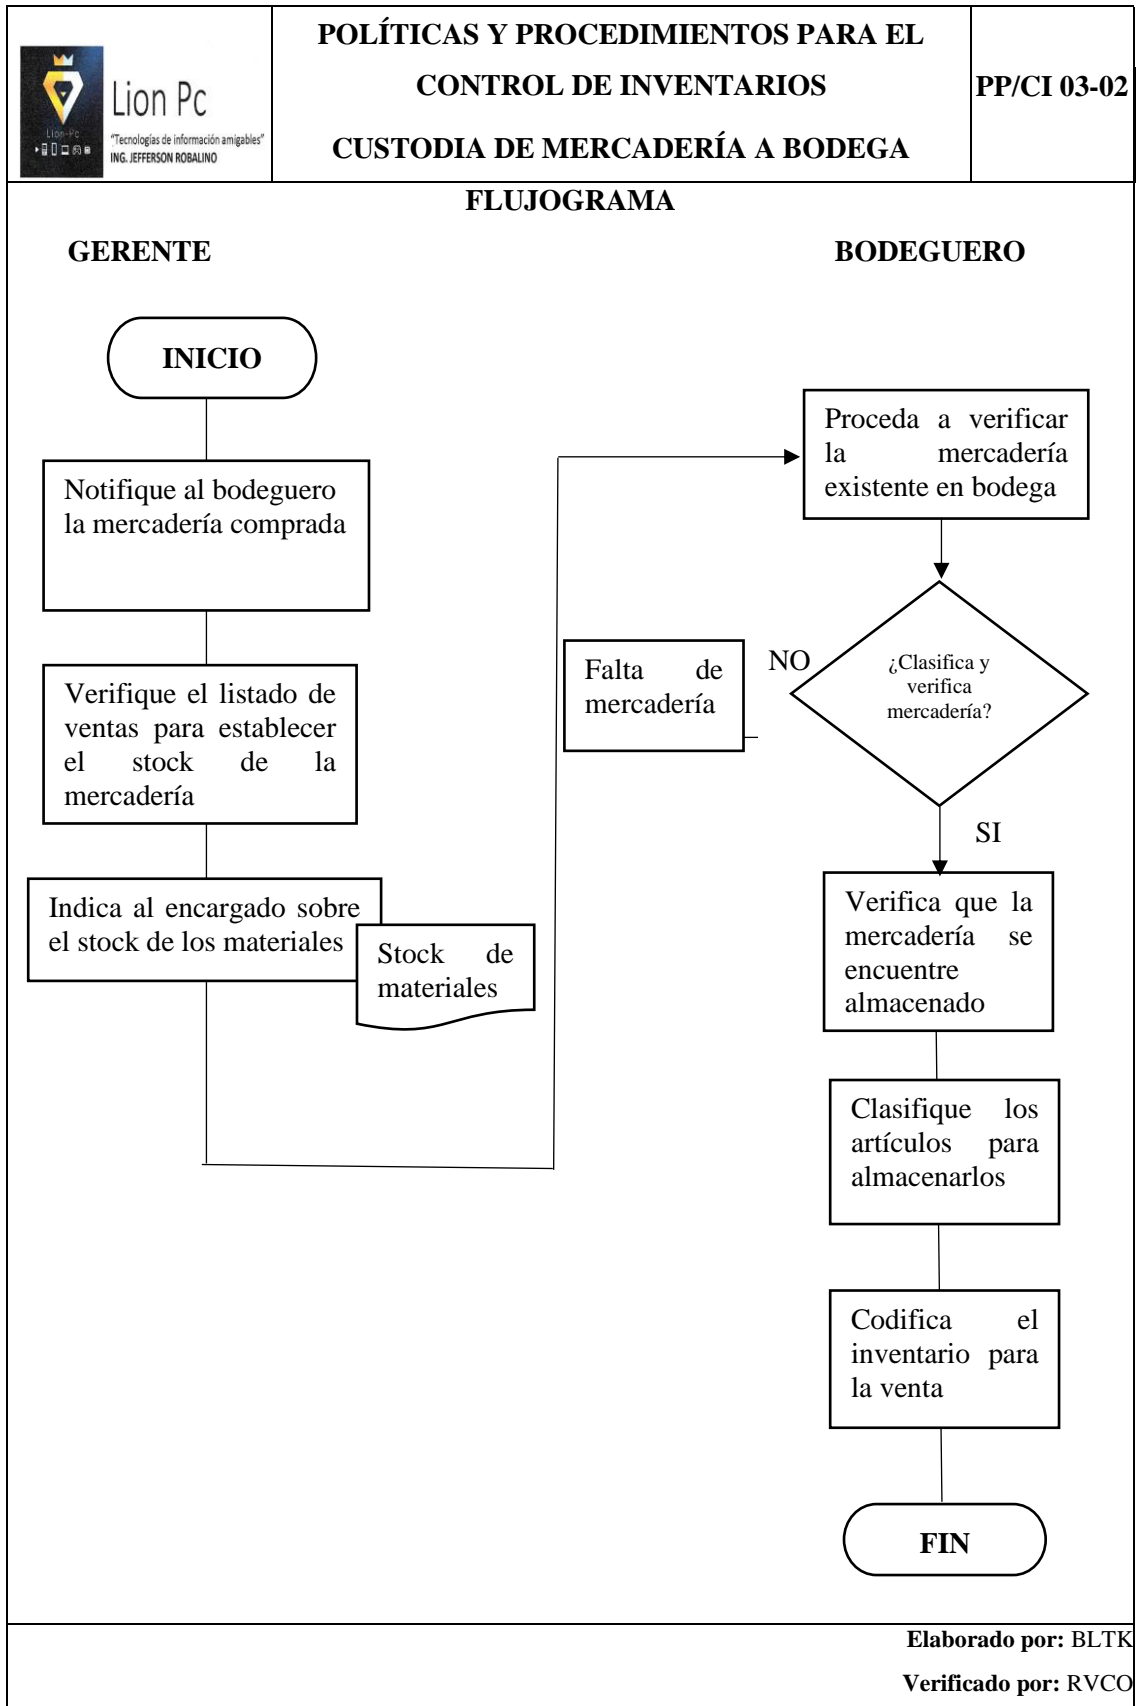 Lion-Pc
Lion Pc
"Tecnologías de información amigables"
ING. JEFFERSON ROBALINO
POLÍTICAS Y PROCEDIMIENTOS PARA EL
CONTROL DE INVENTARIOS
CUSTODIA DE MERCADERÍA A BODEGA
PP/CI 03-02
FLUJOGRAMA
GERENTE
BODEGUERO
INICIO
Notifique al bodeguero
la mercadería comprada
Verifique el listado de
ventas para establecer
el stock de la
mercadería
Indica al encargado sobre
el stock de los materiales
Stock de
materiales
Proceda a verificar
la mercadería
existente en bodega
¿Clasifica y
verifica
mercadería?
NO
Falta de
mercadería
SI
Verifica que la
mercadería se
encuentre
almacenado
Clasifique los
artículos para
almacenarlos
Codifica el
inventario para
la venta
FIN
Elaborado por: BLTK
Verificado por: RVCO